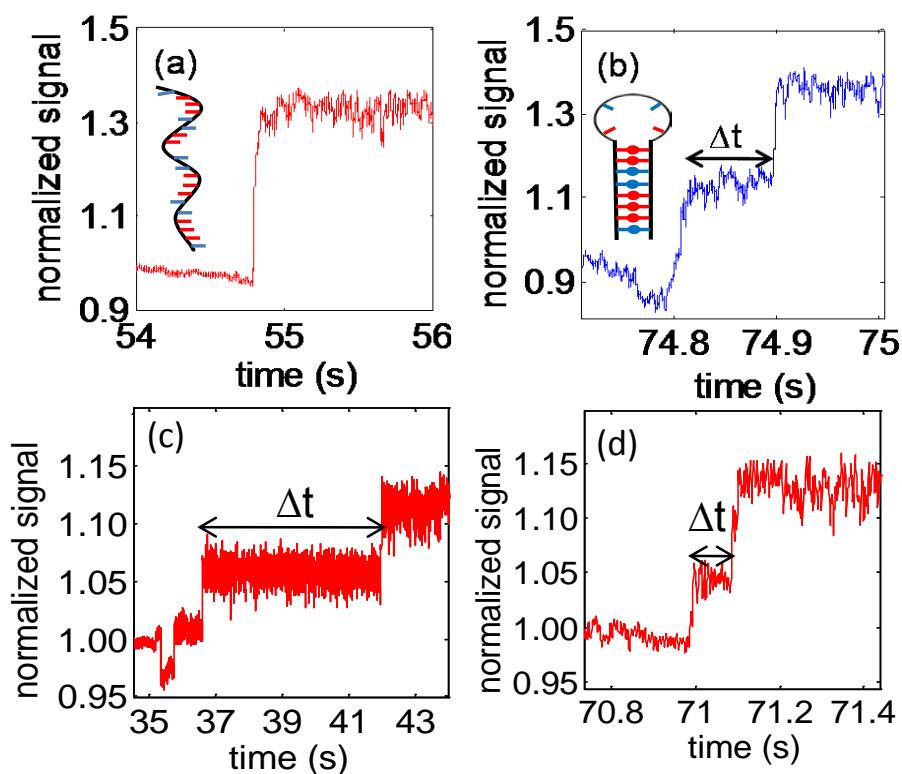 1.5
1.3
1.1
0.9
normalized signal
(a)
54
55
56
time (s)
1.5
1.3
1.1
0.9
normalized signal
(b)
Δt
74.8
74.9
75
time (s)
1.15
1.10
1.05
1.00
0.95
normalized signal
(c)
Δt
35
37
39
41
43
time (s)
1.15
1.10
1.05
1.00
0.95
normalized signal
(d)
Δt
70.8
71
71.2
71.4
time (s)